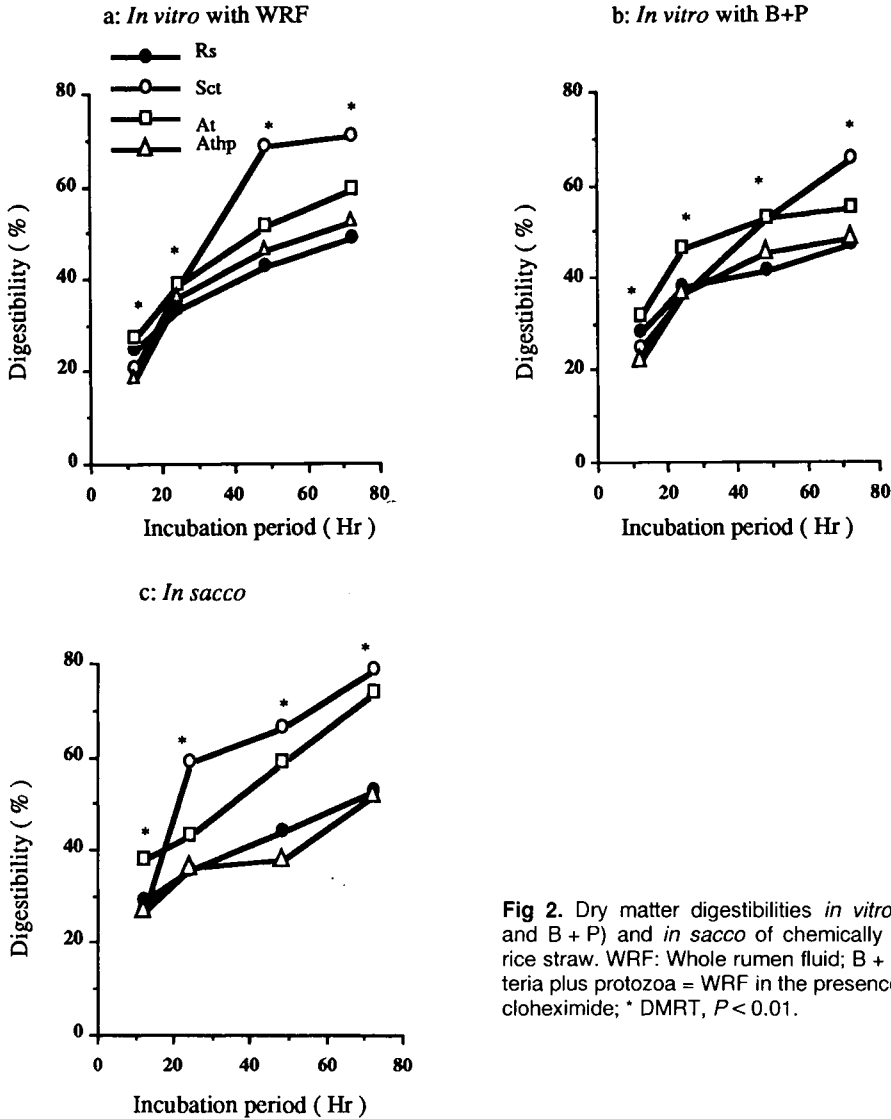 a: In vitro with WRF
Rs
Sct
At
Athp
80
60
40
20
0
Digestibility ( % )
0 20 40 60 80
Incubation period ( Hr )
b: In vitro with B+P
80
60
40
20
0
Digestibility ( % )
0 20 40 60 80
Incubation period ( Hr )
c: In sacco
80
60
40
20
0
Digestibility ( % )
0 20 40 60 80
Incubation period ( Hr )
* * * *
* * * *
* * * *
Fig 2. Dry matter digestibilities in vitro
and B + P) and in sacco of chemically
rice straw. WRF: Whole rumen fluid; B +
teria plus protozoa = WRF in the presence
cloheximide; * DMRT, P < 0.01.